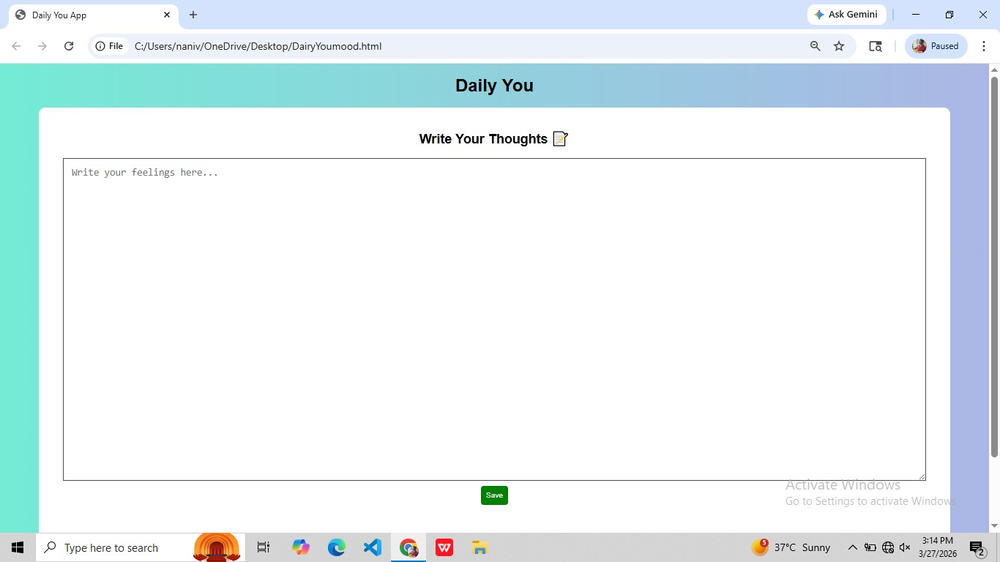 Daily You App
Ask Gemini
File
C:/Users/naniv/OneDrive/Desktop/DairyYoumood.html
Paused
Daily You
Write Your Thoughts
Write your feelings here...
Save
Activate Windows
Go to Settings to activate Windows.
Type here to search
W
5
37°C Sunny
3:14 PM
3/27/2026
2